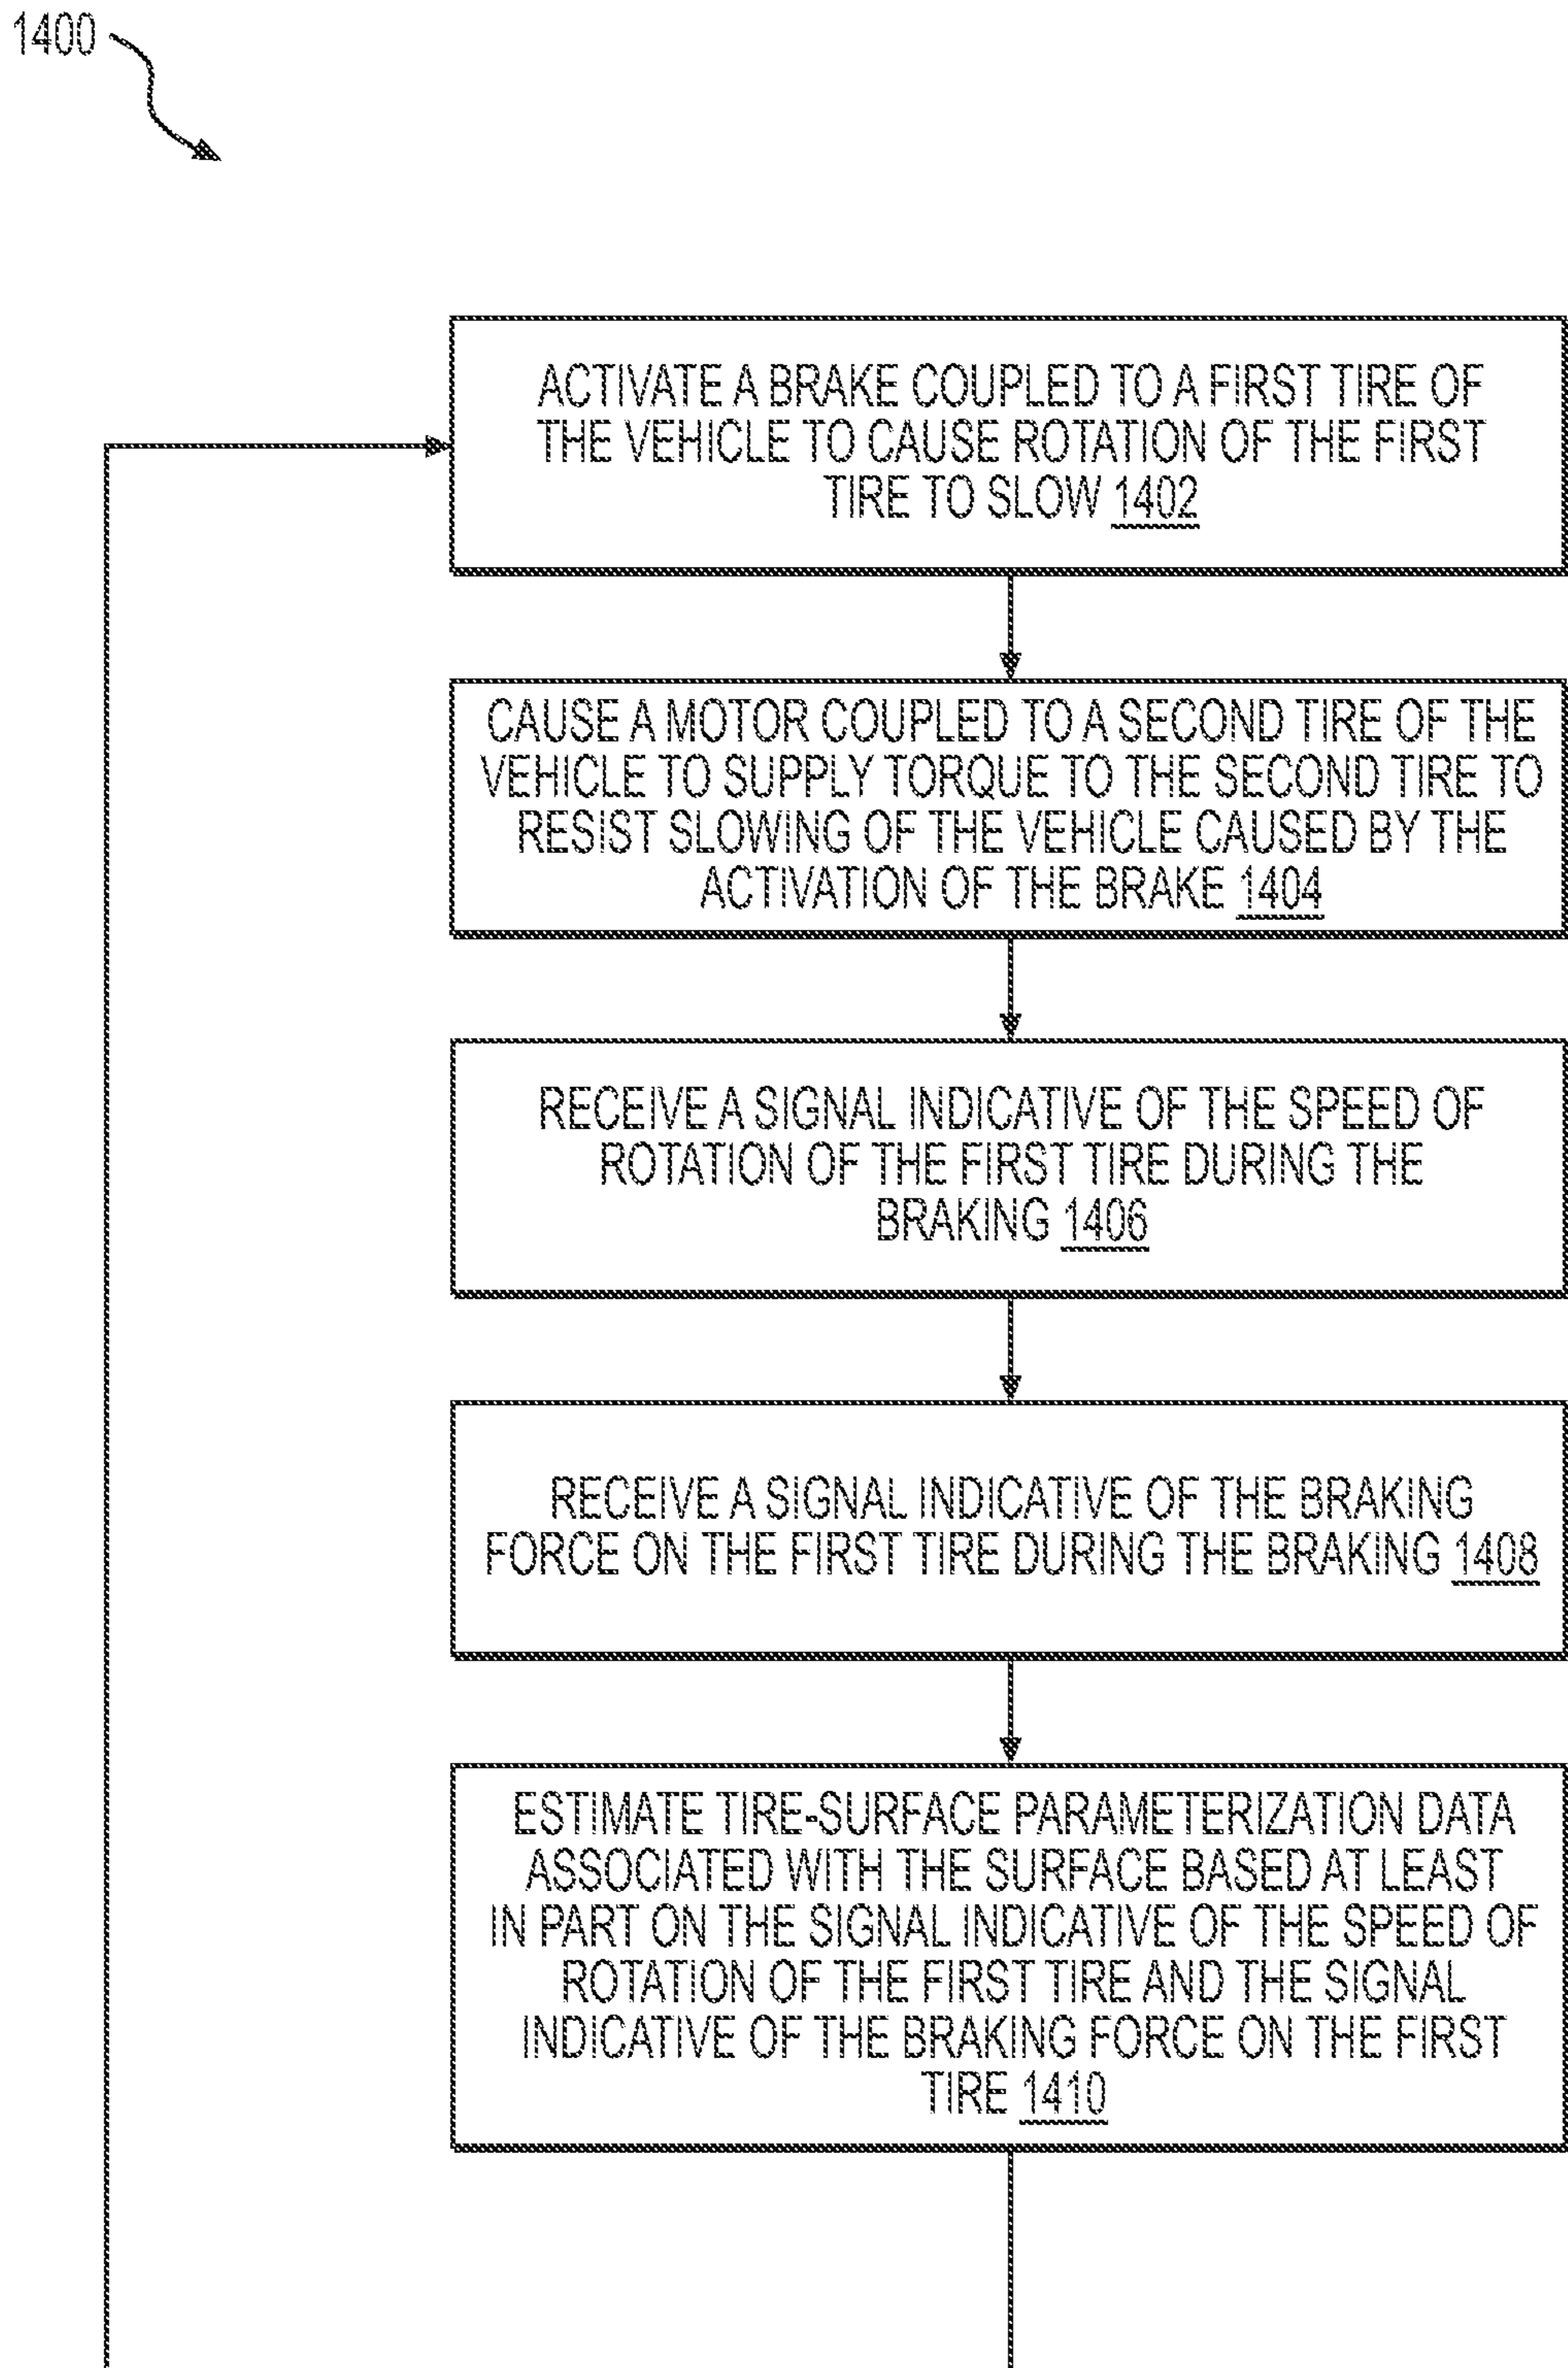 1400
ACTIVATE A BRAKE COUPLED TO A FIRST TIRE OF
THE VEHICLE TO CAUSE ROTATION OF THE FIRST
TIRE TO SLOW 1402
CAUSE A MOTOR COUPLED TO A SECOND TIRE OF THE
VEHICLE TO SUPPLY TORQUE TO THE SECOND TIRE TO
RESIST SLOWING OF THE VEHICLE CAUSED BY THE
ACTIVATION OF THE BRAKE 1404
RECEIVE A SIGNAL INDICATIVE OF THE SPEED OF
ROTATION OF THE FIRST TIRE DURING THE
BRAKING 1406
RECEIVE A SIGNAL INDICATIVE OF THE BRAKING
FORCE ON THE FIRST TIRE DURING THE BRAKING 1408
ESTIMATE TIRE-SURFACE PARAMETERIZATION DATA
ASSOCIATED WITH THE SURFACE BASED AT LEAST
IN PART ON THE SIGNAL INDICATIVE OF THE SPEED OF
ROTATION OF THE FIRST TIRE AND THE SIGNAL
INDICATIVE OF THE BRAKING FORCE ON THE FIRST
TIRE 1410